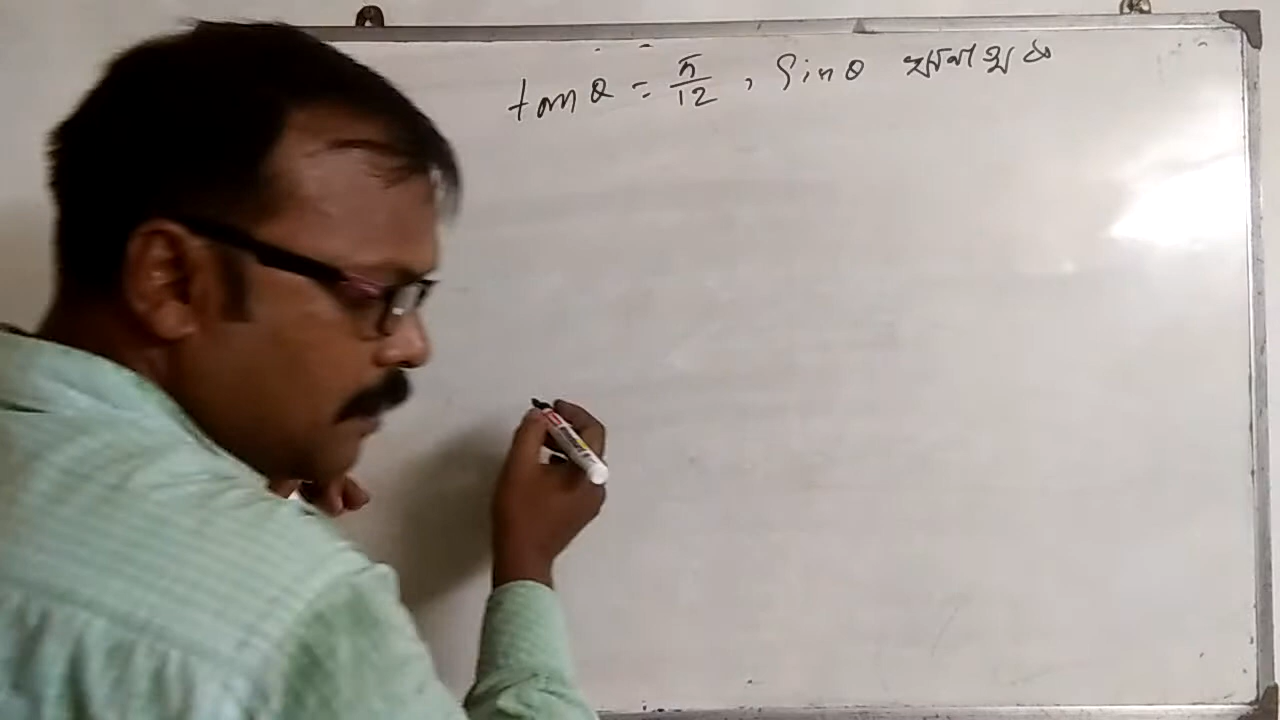 tanθ = 5/12, Sinθ